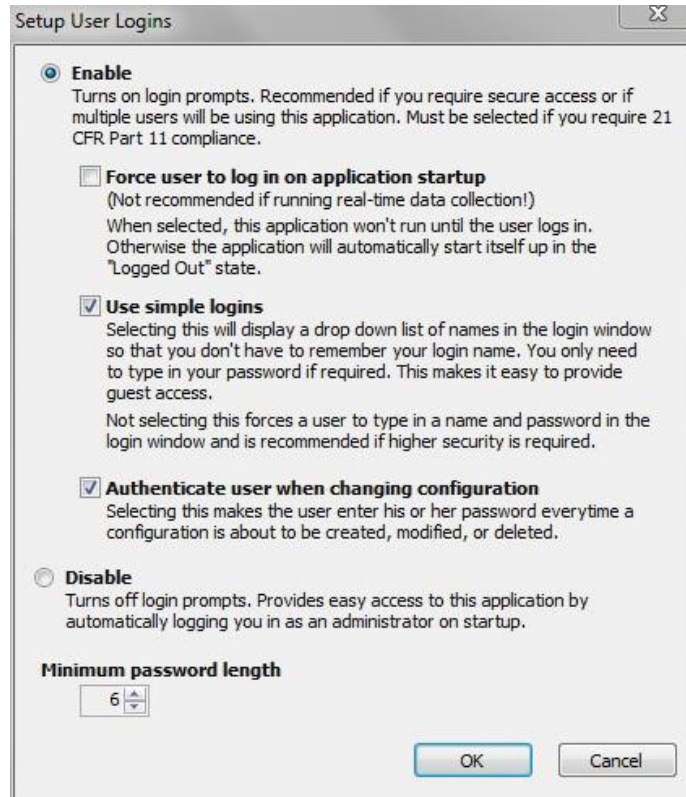 Setup User Logins
Enable
Turns on login prompts. Recommended if you require secure access or if
multiple users will be using this application. Must be selected if you require 21
CFR Part 11 compliance.
Force user to log in on application startup
(Not recommended if running real-time data collection!)
When selected, this application won't run until the user logs in.
Otherwise the application will automatically start itself up in the
"Logged Out" state.
Use simple logins
Selecting this will display a drop down list of names in the login window
so that you don't have to remember your login name. You only need
to type in your password if required. This makes it easy to provide
guest access.
Not selecting this forces a user to type in a name and password in the
login window and is recommended if higher security is required.
Authenticate user when changing configuration
Selecting this makes the user enter his or her password everytime a
configuration is about to be created, modified, or deleted.
Disable
Turns off login prompts. Provides easy access to this application by
automatically logging you in as an administrator on startup.
Minimum password length
6
OK
Cancel